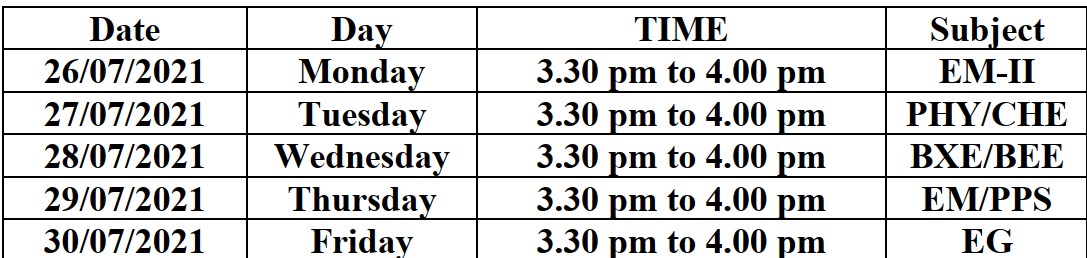 Date Day TIME Subject
26/07/2021 Monday 3.30 pm to 4.00 pm EM-II
27/07/2021 Tuesday 3.30 pm to 4.00 pm PHY/CHE
28/07/2021 Wednesday 3.30 pm to 4.00 pm BXE/BEE
29/07/2021 Thursday 3.30 pm to 4.00 pm EM/PPS
30/07/2021 Friday 3.30 pm to 4.00 pm EG